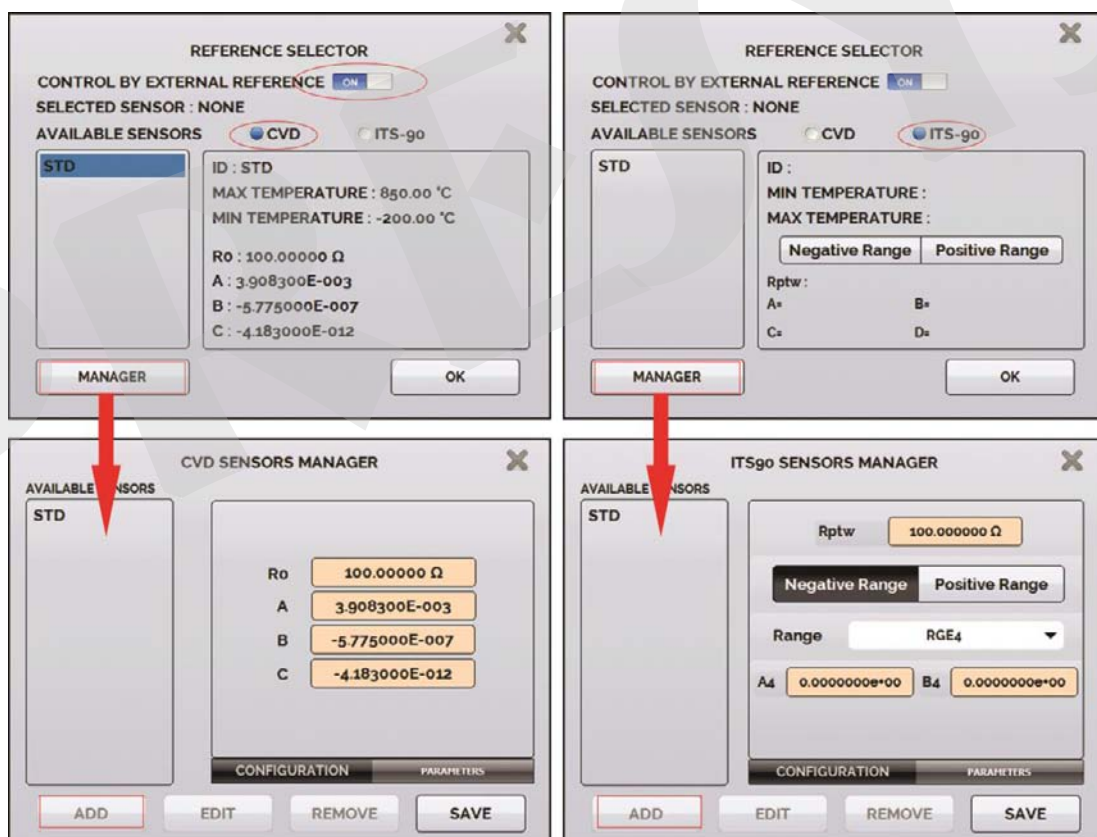 REFERENCE SELECTOR
CONTROL BY EXTERNAL REFERENCE ON
SELECTED SENSOR : NONE
AVAILABLE SENSORS CVD ITS-90
STD
ID : STD
MAX TEMPERATURE : 850.00 °C
MIN TEMPERATURE : -200.00 °C
R0 : 100.00000 Ω
A : 3.908300E-003
B : -5.775000E-007
C : -4.183000E-012
MANAGER OK
REFERENCE SELECTOR
CONTROL BY EXTERNAL REFERENCE ON
SELECTED SENSOR : NONE
AVAILABLE SENSORS CVD ITS-90
STD
ID :
MIN TEMPERATURE :
MAX TEMPERATURE :
Negative Range Positive Range
Rptw :
A= B=
C= D=
MANAGER OK
CVD SENSORS MANAGER
AVAILABLE SENSORS
STD
R0 100.00000 Ω
A 3.908300E-003
B -5.775000E-007
C -4.183000E-012
CONFIGURATION PARAMETERS
ADD EDIT REMOVE SAVE
ITS90 SENSORS MANAGER
AVAILABLE SENSORS
STD
Rptw 100.000000 Ω
Negative Range Positive Range
Range RGE4
A4 0.0000000e+00 B4 0.0000000e+00
CONFIGURATION PARAMETERS
ADD EDIT REMOVE SAVE